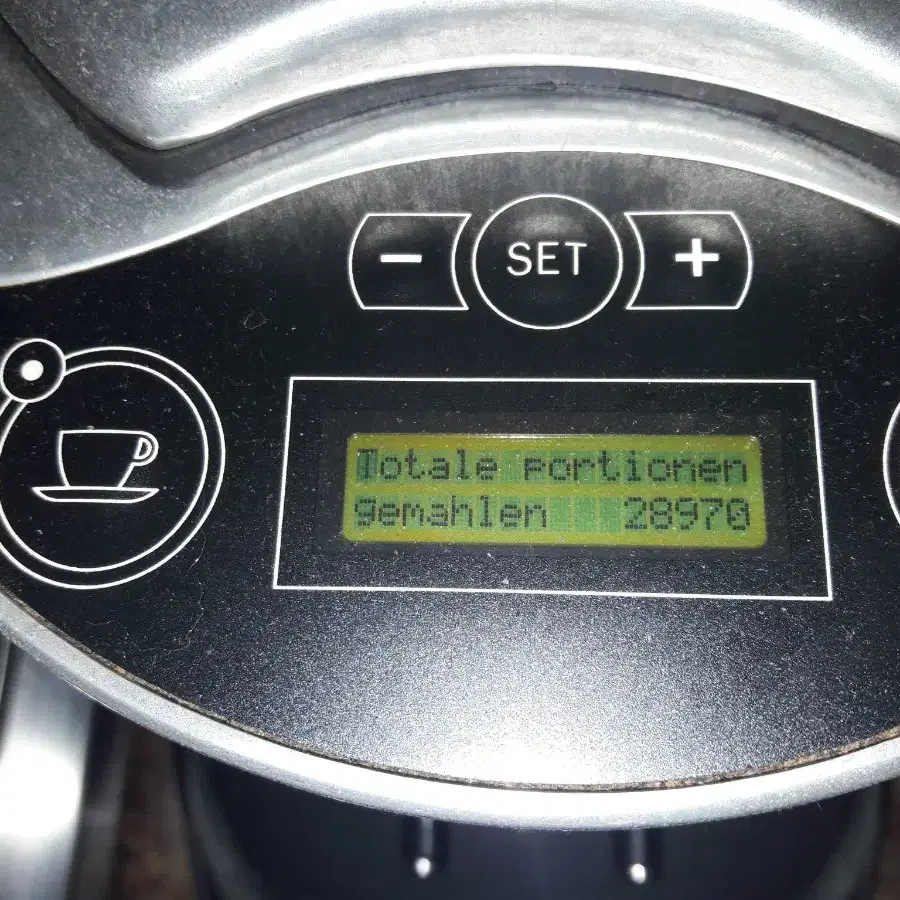 − SET +
Totale portionen
gemahlen 28970